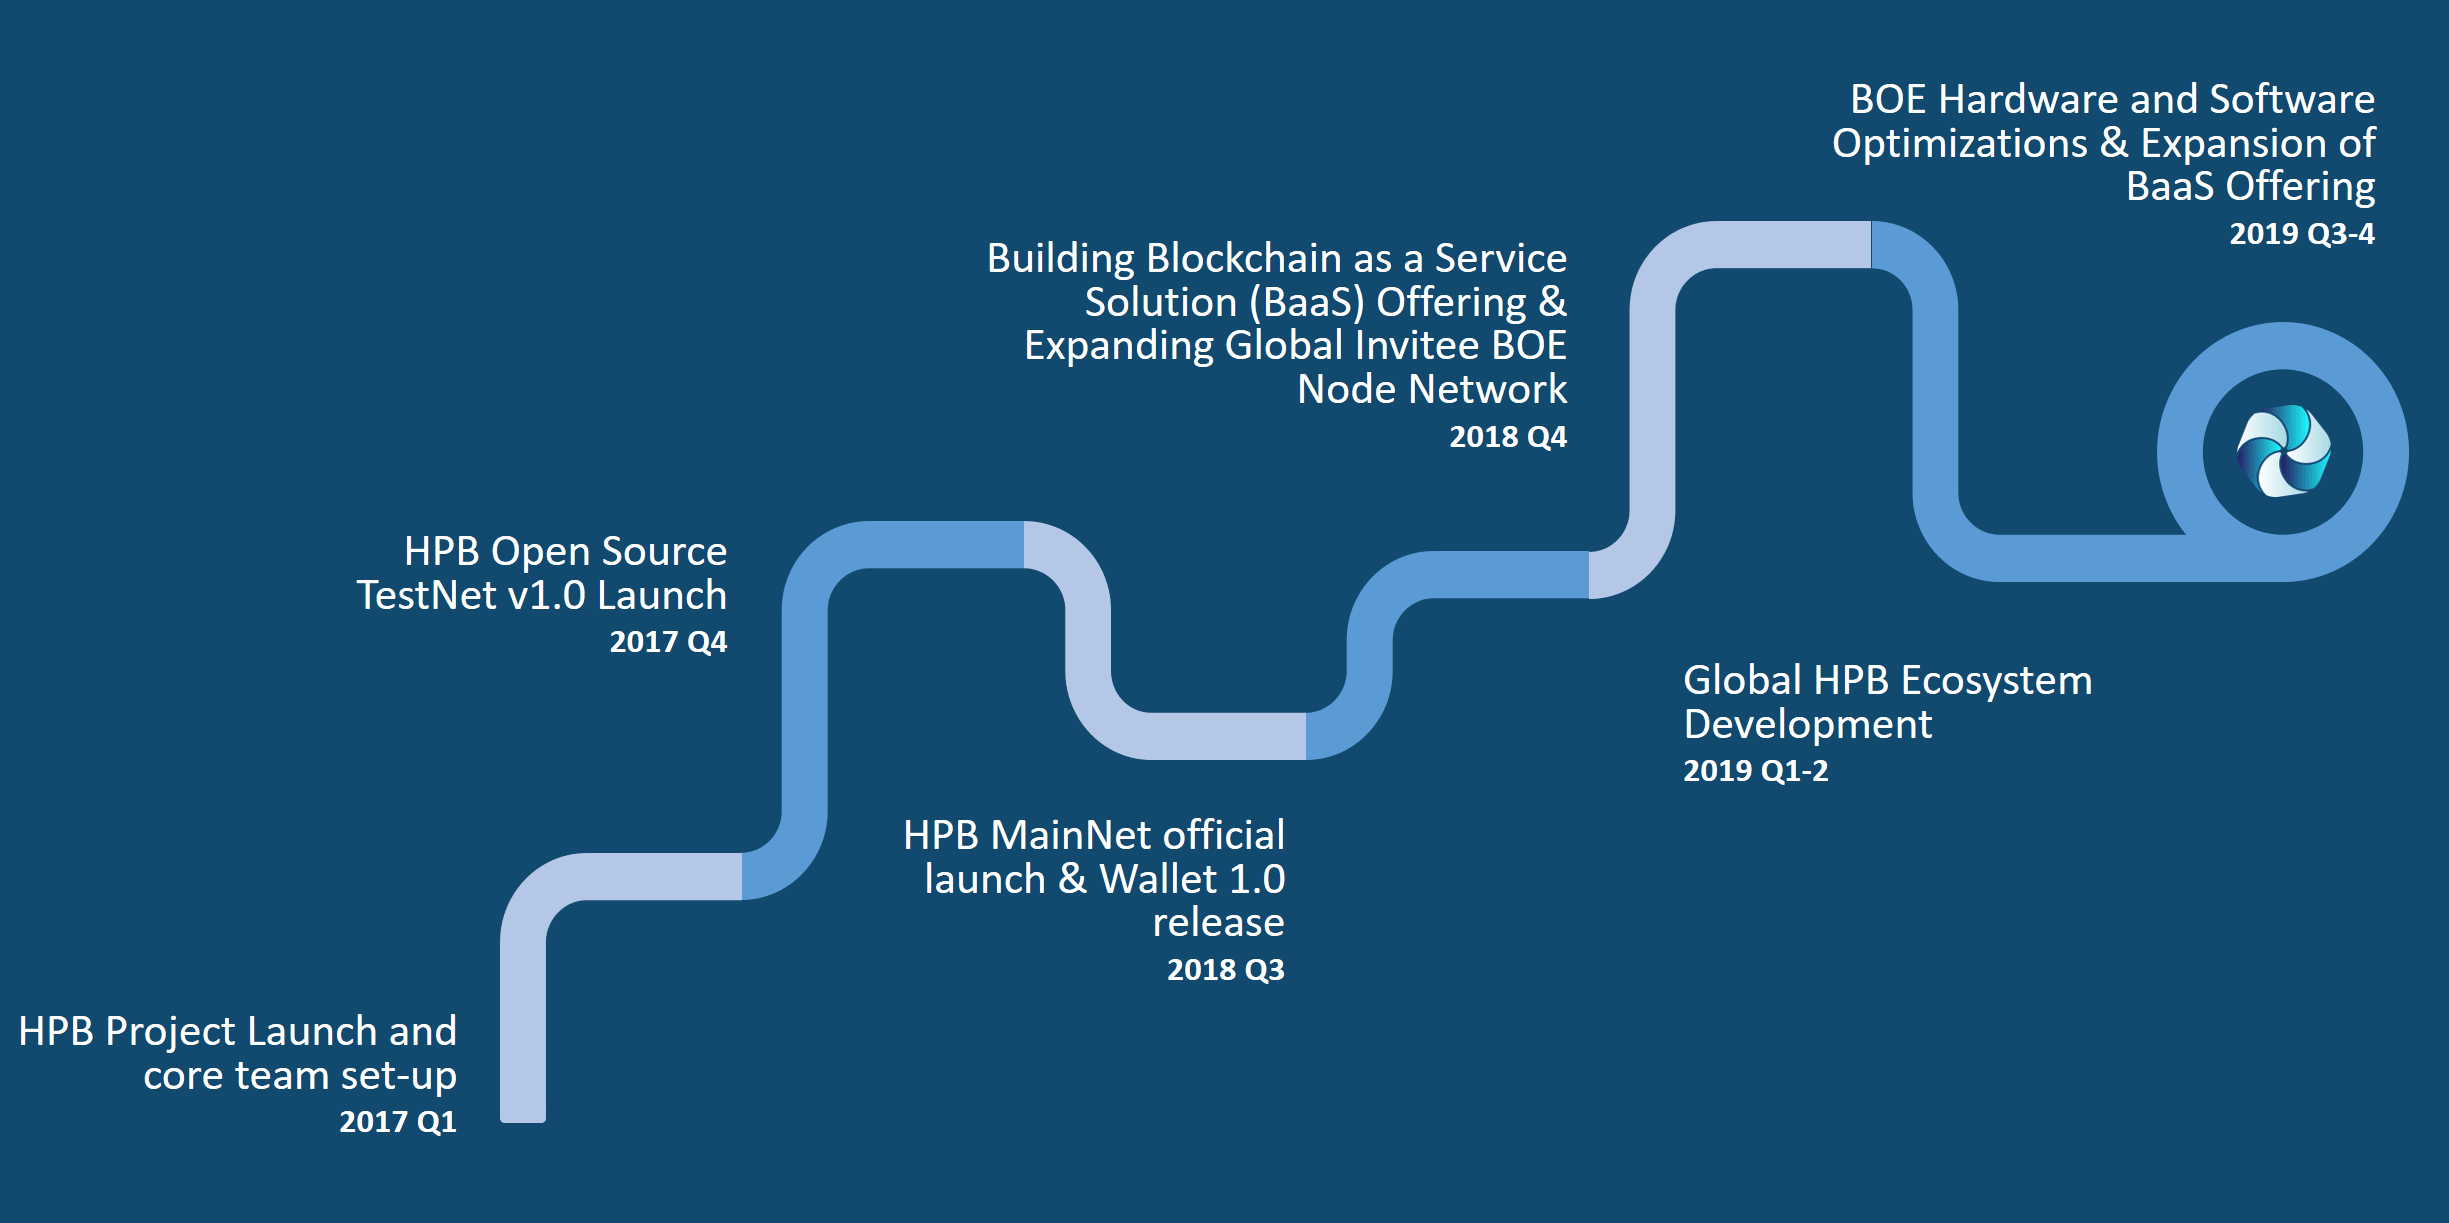 HPB Project Launch and
core team set-up
2017 Q1
HPB Open Source
TestNet v1.0 Launch
2017 Q4
HPB MainNet official
launch & Wallet 1.0
release
2018 Q3
Building Blockchain as a Service
Solution (BaaS) Offering &
Expanding Global Invitee BOE
Node Network
2018 Q4
Global HPB Ecosystem
Development
2019 Q1-2
BOE Hardware and Software
Optimizations & Expansion of
BaaS Offering
2019 Q3-4